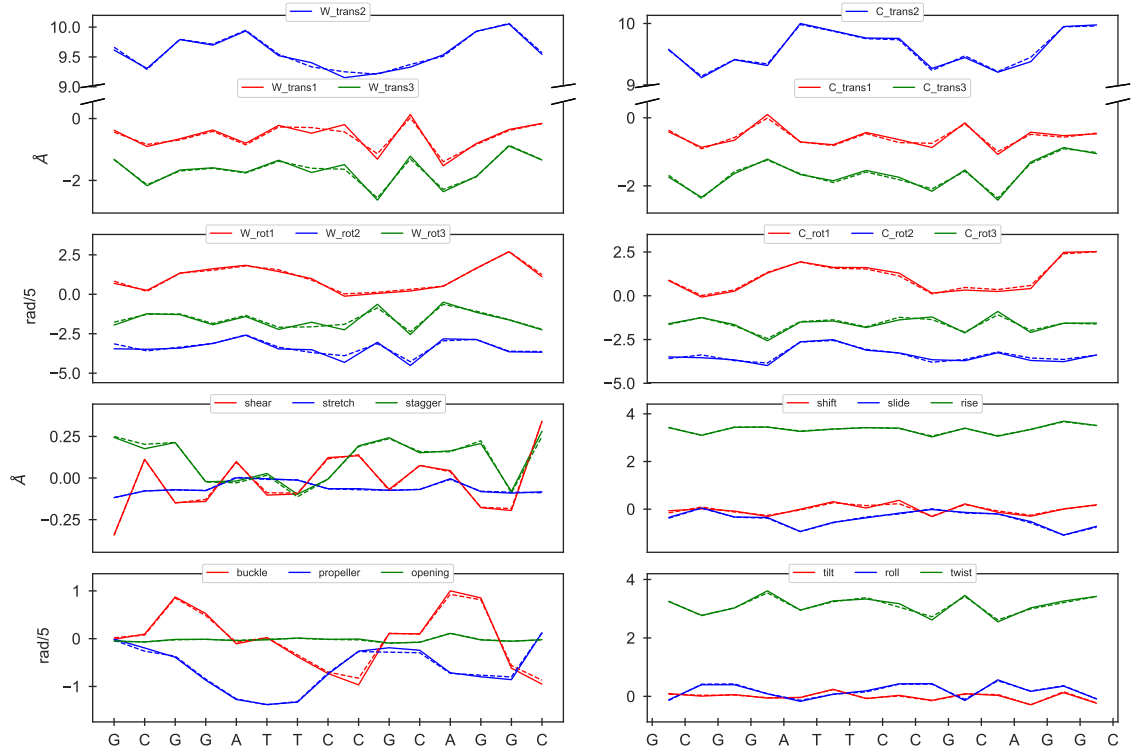 W_trans2
10.0
9.5
9.0
W_trans1 W_trans3
0
−2
Å
W_rot1 W_rot2 W_rot3
2.5
0.0
−2.5
−5.0
rad/5
shear stretch stagger
0.25
0.00
−0.25
Å
buckle propeller opening
1
0
−1
rad/5
G C G G A T T C C G C A G G C
C_trans2
10
9
C_trans1 C_trans3
0
−2
C_rot1 C_rot2 C_rot3
2.5
0.0
−2.5
−5.0
shift slide rise
4
2
0
tilt roll twist
4
2
0
G C G G A T T C C G C A G G C